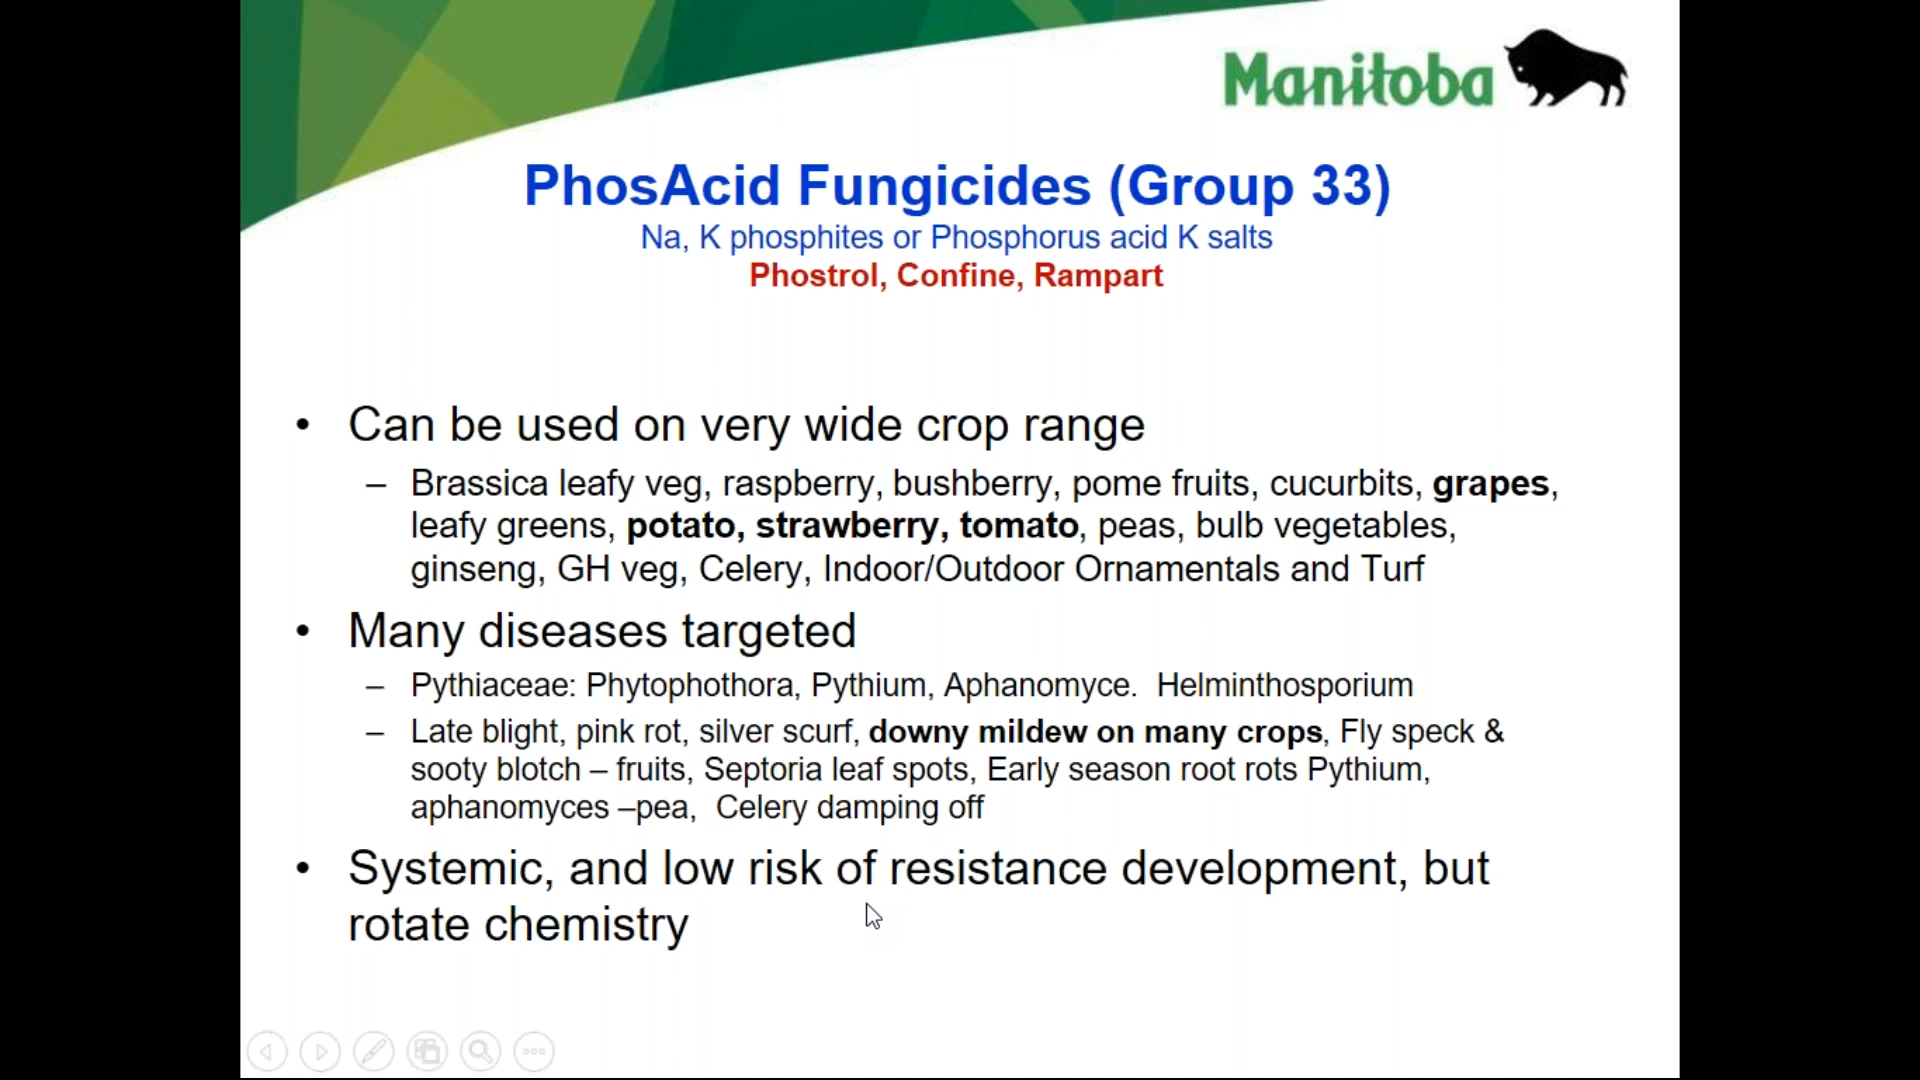 Manitoba
PhosAcid Fungicides (Group 33)
Na, K phosphites or Phosphorus acid K salts
Phostrol, Confine, Rampart
• Can be used on very wide crop range
– Brassica leafy veg, raspberry, bushberry, pome fruits, cucurbits, grapes,
leafy greens, potato, strawberry, tomato, peas, bulb vegetables,
ginseng, GH veg, Celery, Indoor/Outdoor Ornamentals and Turf
• Many diseases targeted
– Pythiaceae: Phytophothora, Pythium, Aphanomyce.  Helminthosporium
– Late blight, pink rot, silver scurf, downy mildew on many crops, Fly speck &
sooty blotch – fruits, Septoria leaf spots, Early season root rots Pythium,
aphanomyces –pea,  Celery damping off
• Systemic, and low risk of resistance development, but
rotate chemistry